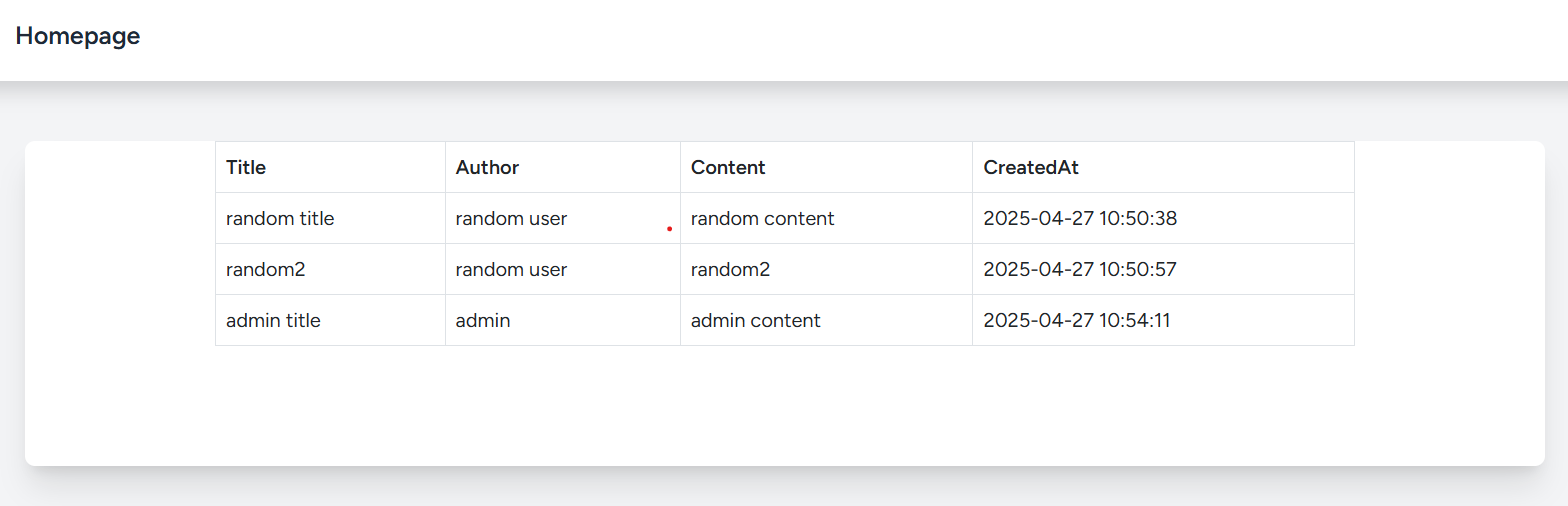 Homepage
Title Author Content CreatedAt
random title random user random content 2025-04-27 10:50:38
random2 random user random2 2025-04-27 10:50:57
admin title admin admin content 2025-04-27 10:54:11